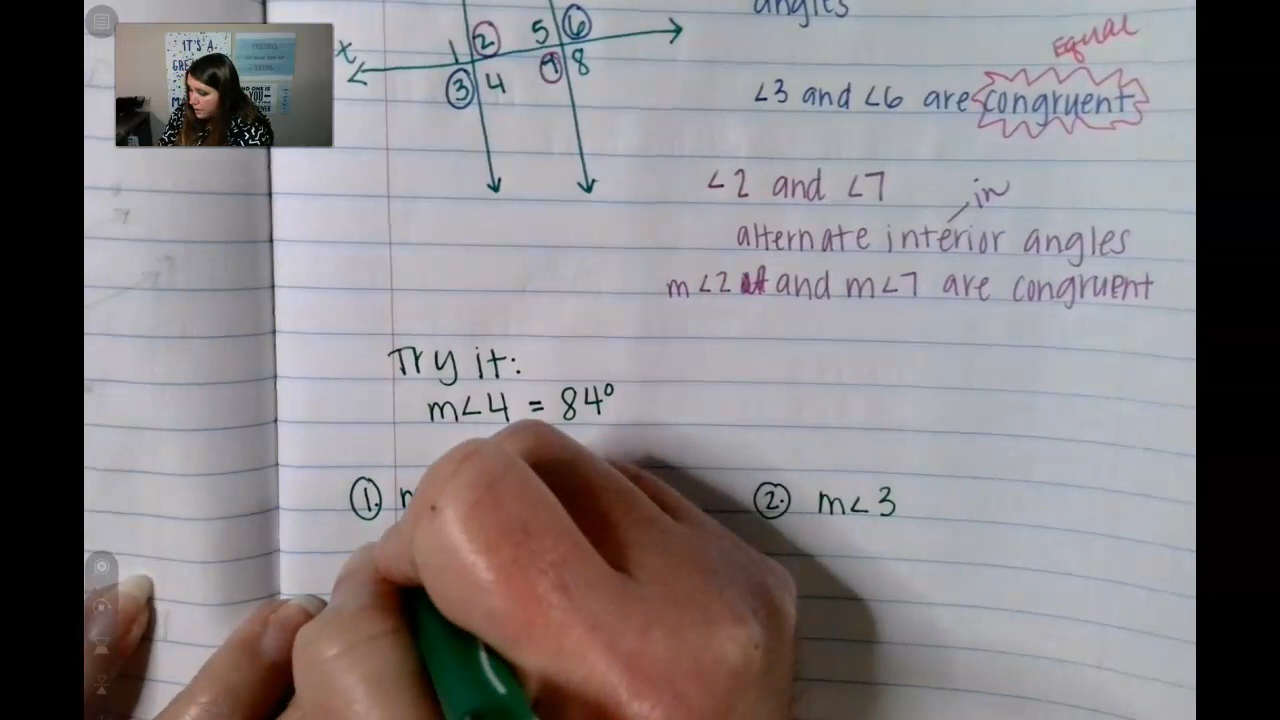 angles
Equal
∠3 and ∠6 are congruent
x
1 2 5 6
3 4 7 8
∠2 and ∠7
in
alternate interior angles
m∠2 and m∠7 are congruent
Try it:
m∠4 = 84°
1.
2. m∠3
IT'S A